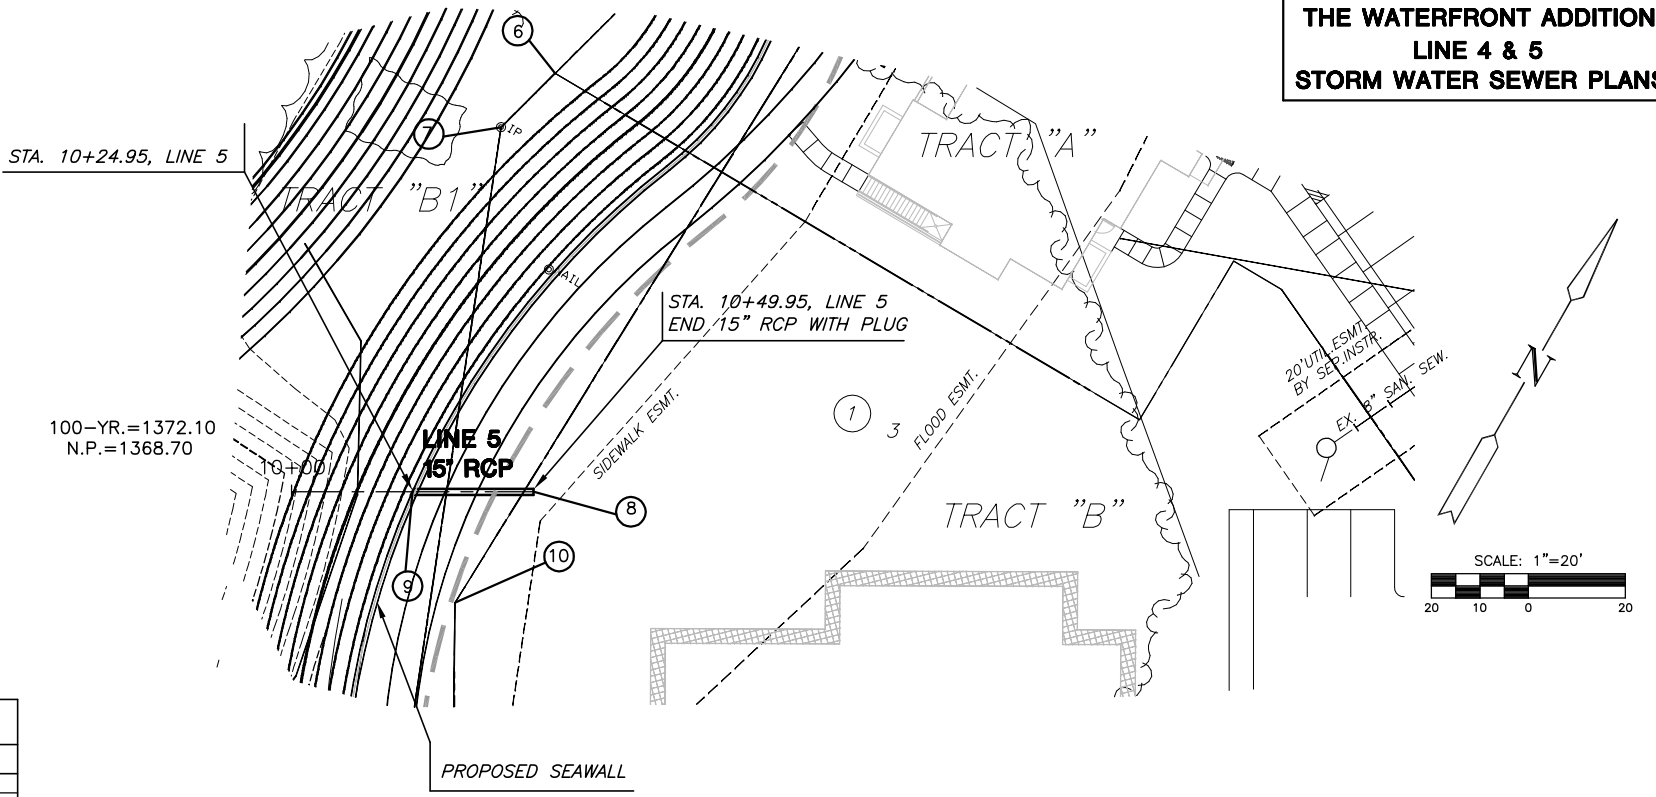 THE WATERFRONT ADDITION
LINE 4 & 5
STORM WATER SEWER PLANS
6
7
IP
STA. 10+24.95, LINE 5
TRACT "B1"
TRACT "A"
STA. 10+49.95, LINE 5
END 15" RCP WITH PLUG
20'UTIL.ESMT.
BY SEP.INSTR.
EX. 8" SAN. SEW.
N
100-YR.=1372.10
N.P.=1368.70
10+00
LINE 5
15" RCP
SIDEWALK ESMT.
1
3
FLOOD ESMT.
TRACT "B"
8
10
9
SCALE: 1"=20'
20 10 0 20
PROPOSED SEAWALL